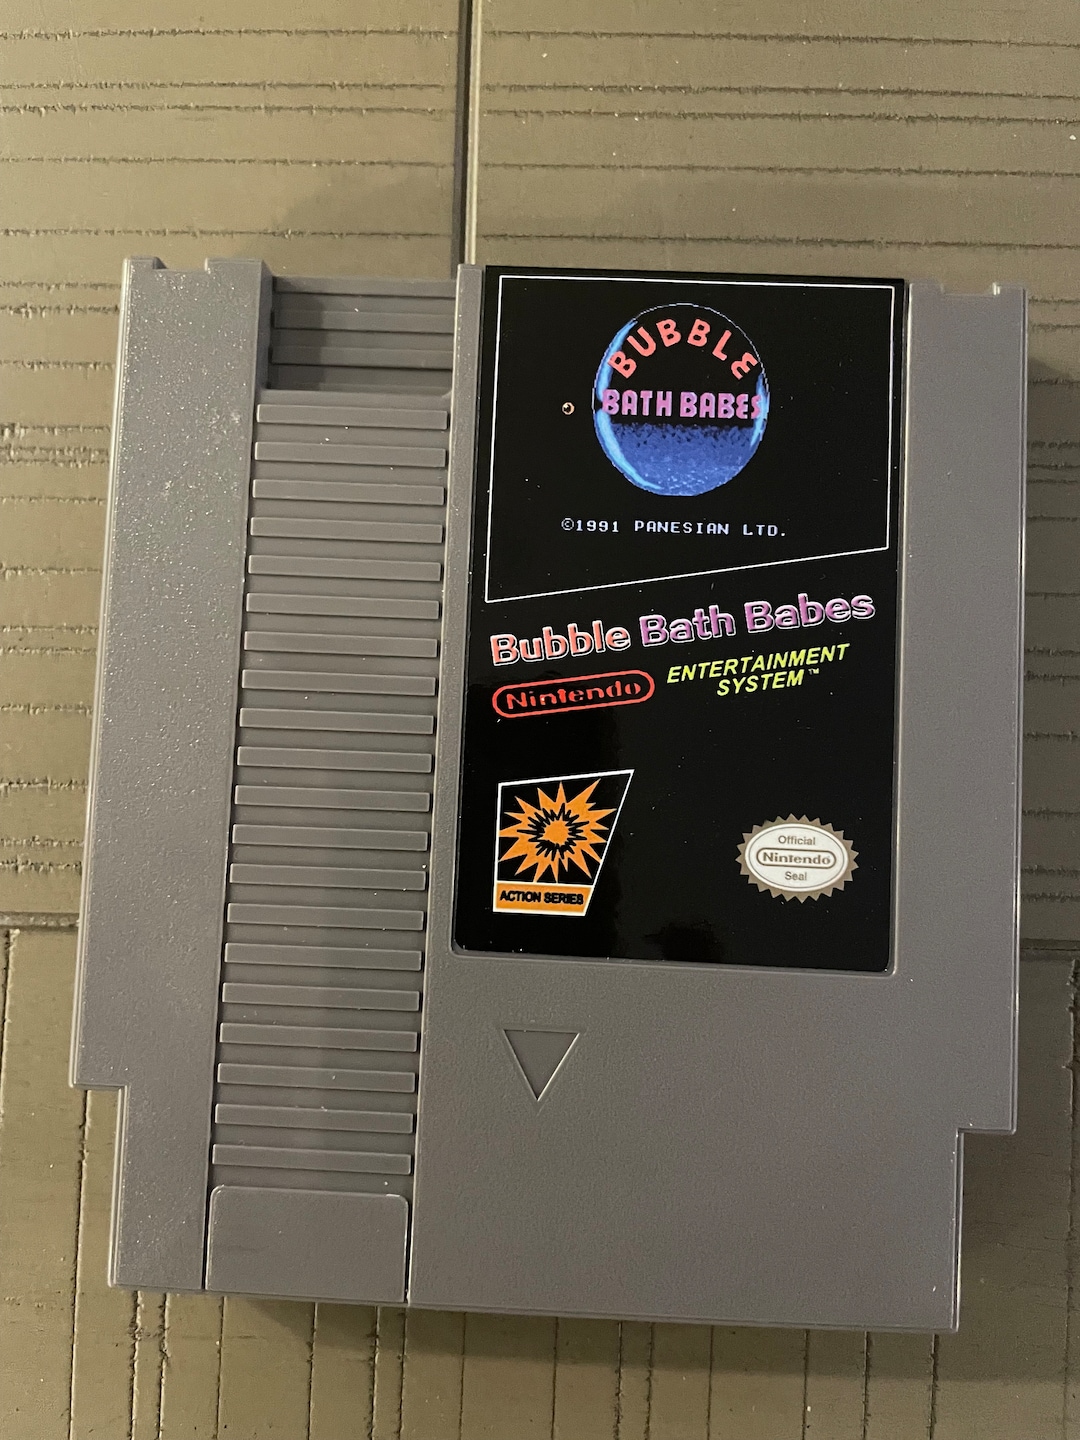 BUBBLE
BATH BABES
©1991 PANESIAN LTD.
Bubble Bath Babes
Nintendo
ENTERTAINMENT
SYSTEM™
ACTION SERIES
Official
Nintendo
Seal